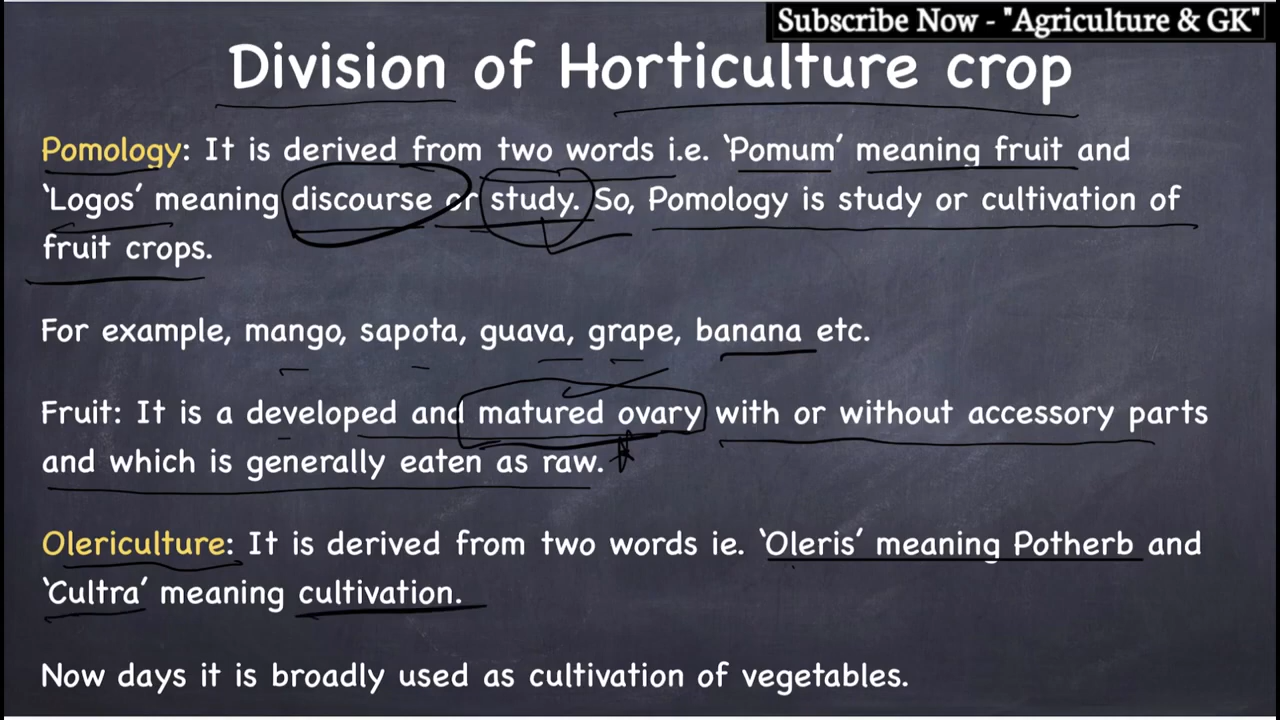 Subscribe Now - "Agriculture & GK"
Division of Horticulture crop
Pomology: It is derived from two words i.e. ‘Pomum’ meaning fruit and
‘Logos’ meaning discourse or study. So, Pomology is study or cultivation of
fruit crops.
For example, mango, sapota, guava, grape, banana etc.
Fruit: It is a developed and matured ovary with or without accessory parts
and which is generally eaten as raw.
Olericulture: It is derived from two words ie. ‘Oleris’ meaning Potherb and
‘Cultra’ meaning cultivation.
Now days it is broadly used as cultivation of vegetables.